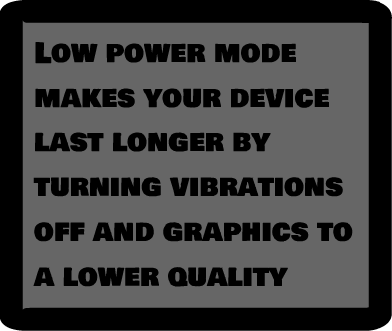 Low power mode
makes your device
last longer by
turning vibrations
off and graphics to
a lower quality